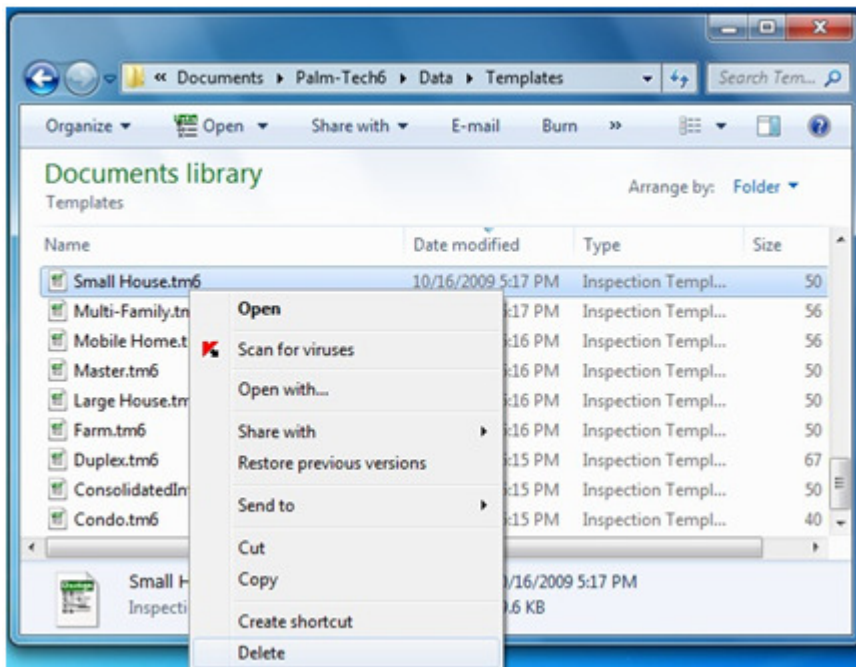 « Documents ▸ Palm-Tech6 ▸ Data ▸ Templates
Search Tem...
Organize Open Share with E-mail Burn »
Documents library
Templates
Arrange by: Folder
Name Date modified Type Size
Small House.tm6 10/16/2009 5:17 PM Inspection Templ... 50
Multi-Family.tm :17 PM Inspection Templ... 56
Mobile Home.t :16 PM Inspection Templ... 56
Master.tm6 :16 PM Inspection Templ... 50
Large House.tm :16 PM Inspection Templ... 50
Farm.tm6 :16 PM Inspection Templ... 50
Duplex.tm6 :15 PM Inspection Templ... 67
ConsolidatedIn :15 PM Inspection Templ... 50
Condo.tm6 :15 PM Inspection Templ... 40
Open
Scan for viruses
Open with...
Share with
Restore previous versions
Send to
Cut
Copy
Create shortcut
Delete
Small H /16/2009 5:17 PM
Inspecti .6 KB